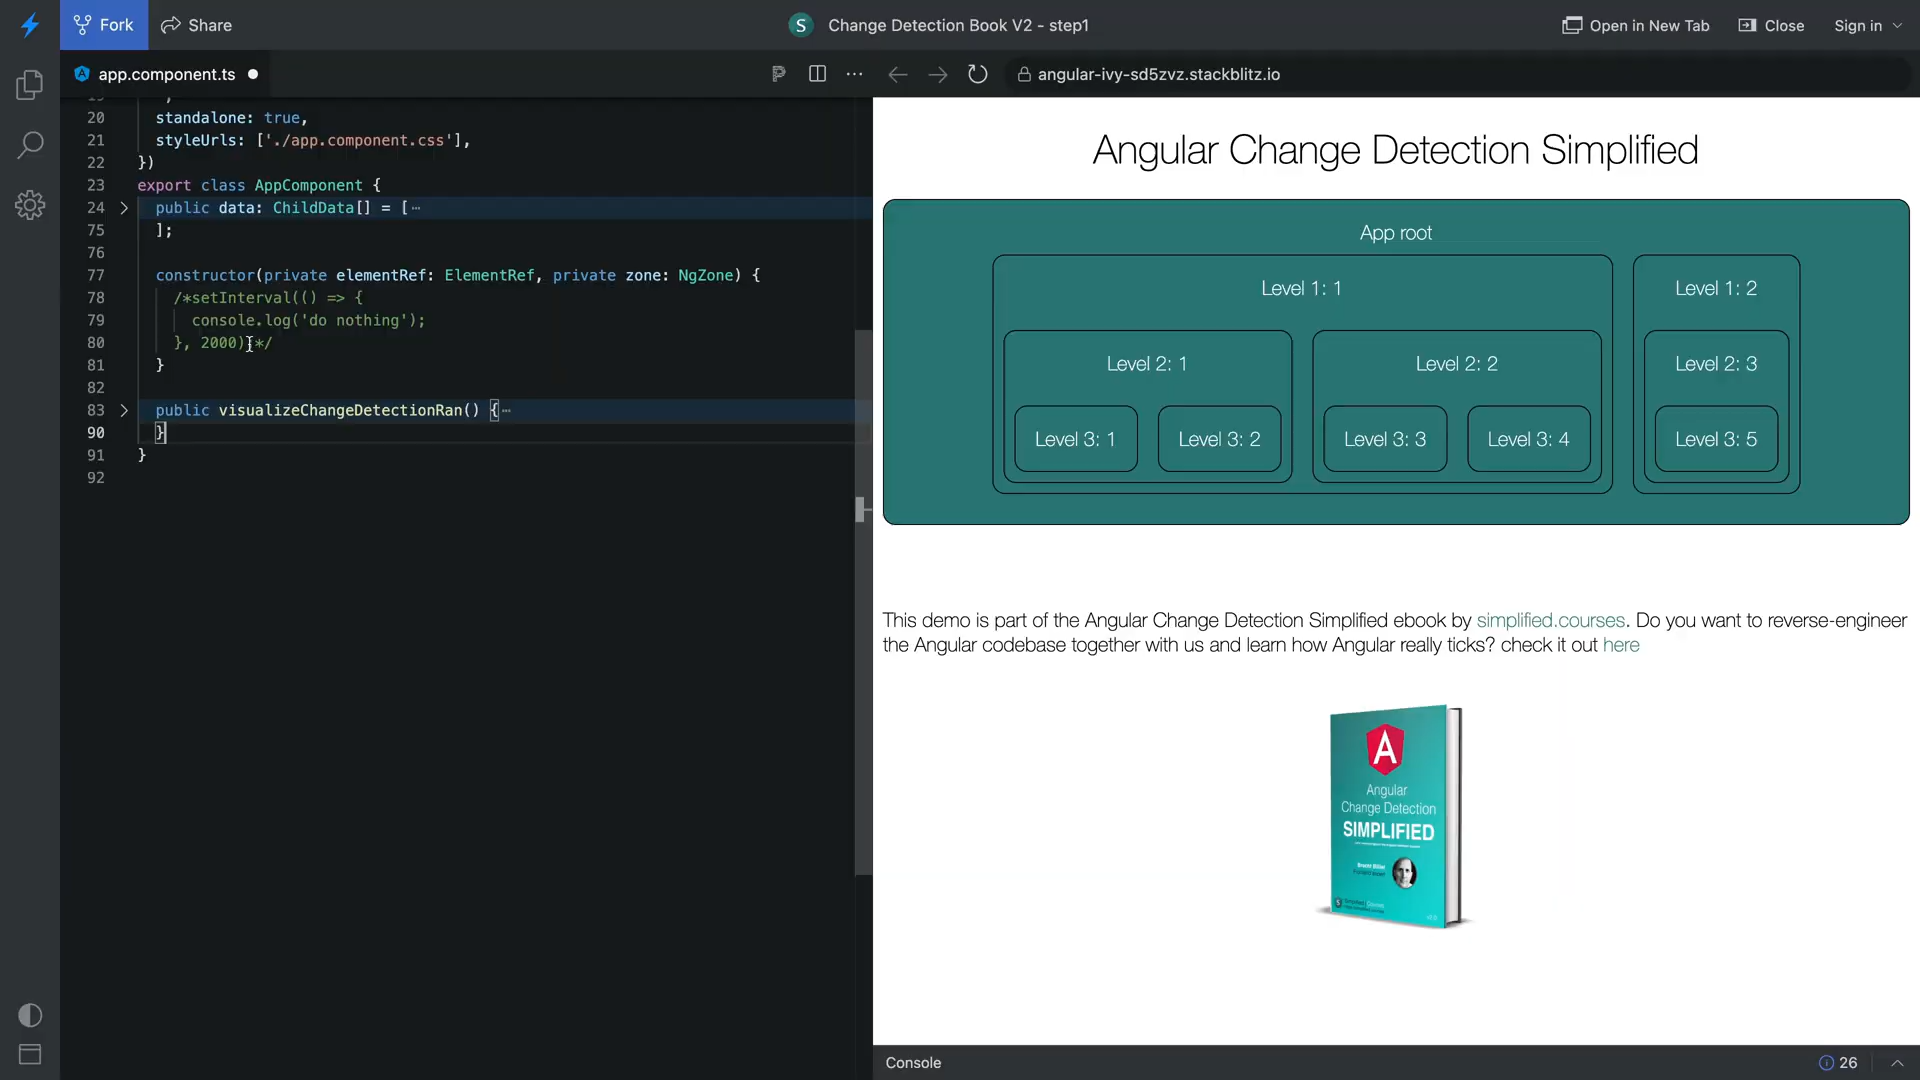 Fork
Share
S
Change Detection Book V2 - step1
Open in New Tab
Close
Sign in
app.component.ts
angular-ivy-sd5zvz.stackblitz.io
20 standalone: true,
21 styleUrls: ['./app.component.css'],
22 })
23 export class AppComponent {
24 public data: ChildData[] = [ ⋯
75 ];
76
77 constructor(private elementRef: ElementRef, private zone: NgZone) {
78 /*setInterval(() => {
79 console.log('do nothing');
80 }, 2000);*/
81 }
82
83 public visualizeChangeDetectionRan() { ⋯
90 }
91 }
92
Angular Change Detection Simplified
App root
Level 1: 1
Level 1: 2
Level 2: 1
Level 2: 2
Level 2: 3
Level 3: 1
Level 3: 2
Level 3: 3
Level 3: 4
Level 3: 5
This demo is part of the Angular Change Detection Simplified ebook by simplified.courses. Do you want to reverse-engineer
the Angular codebase together with us and learn how Angular really ticks? check it out here
A
Angular
Change Detection
SIMPLIFIED
Console
26